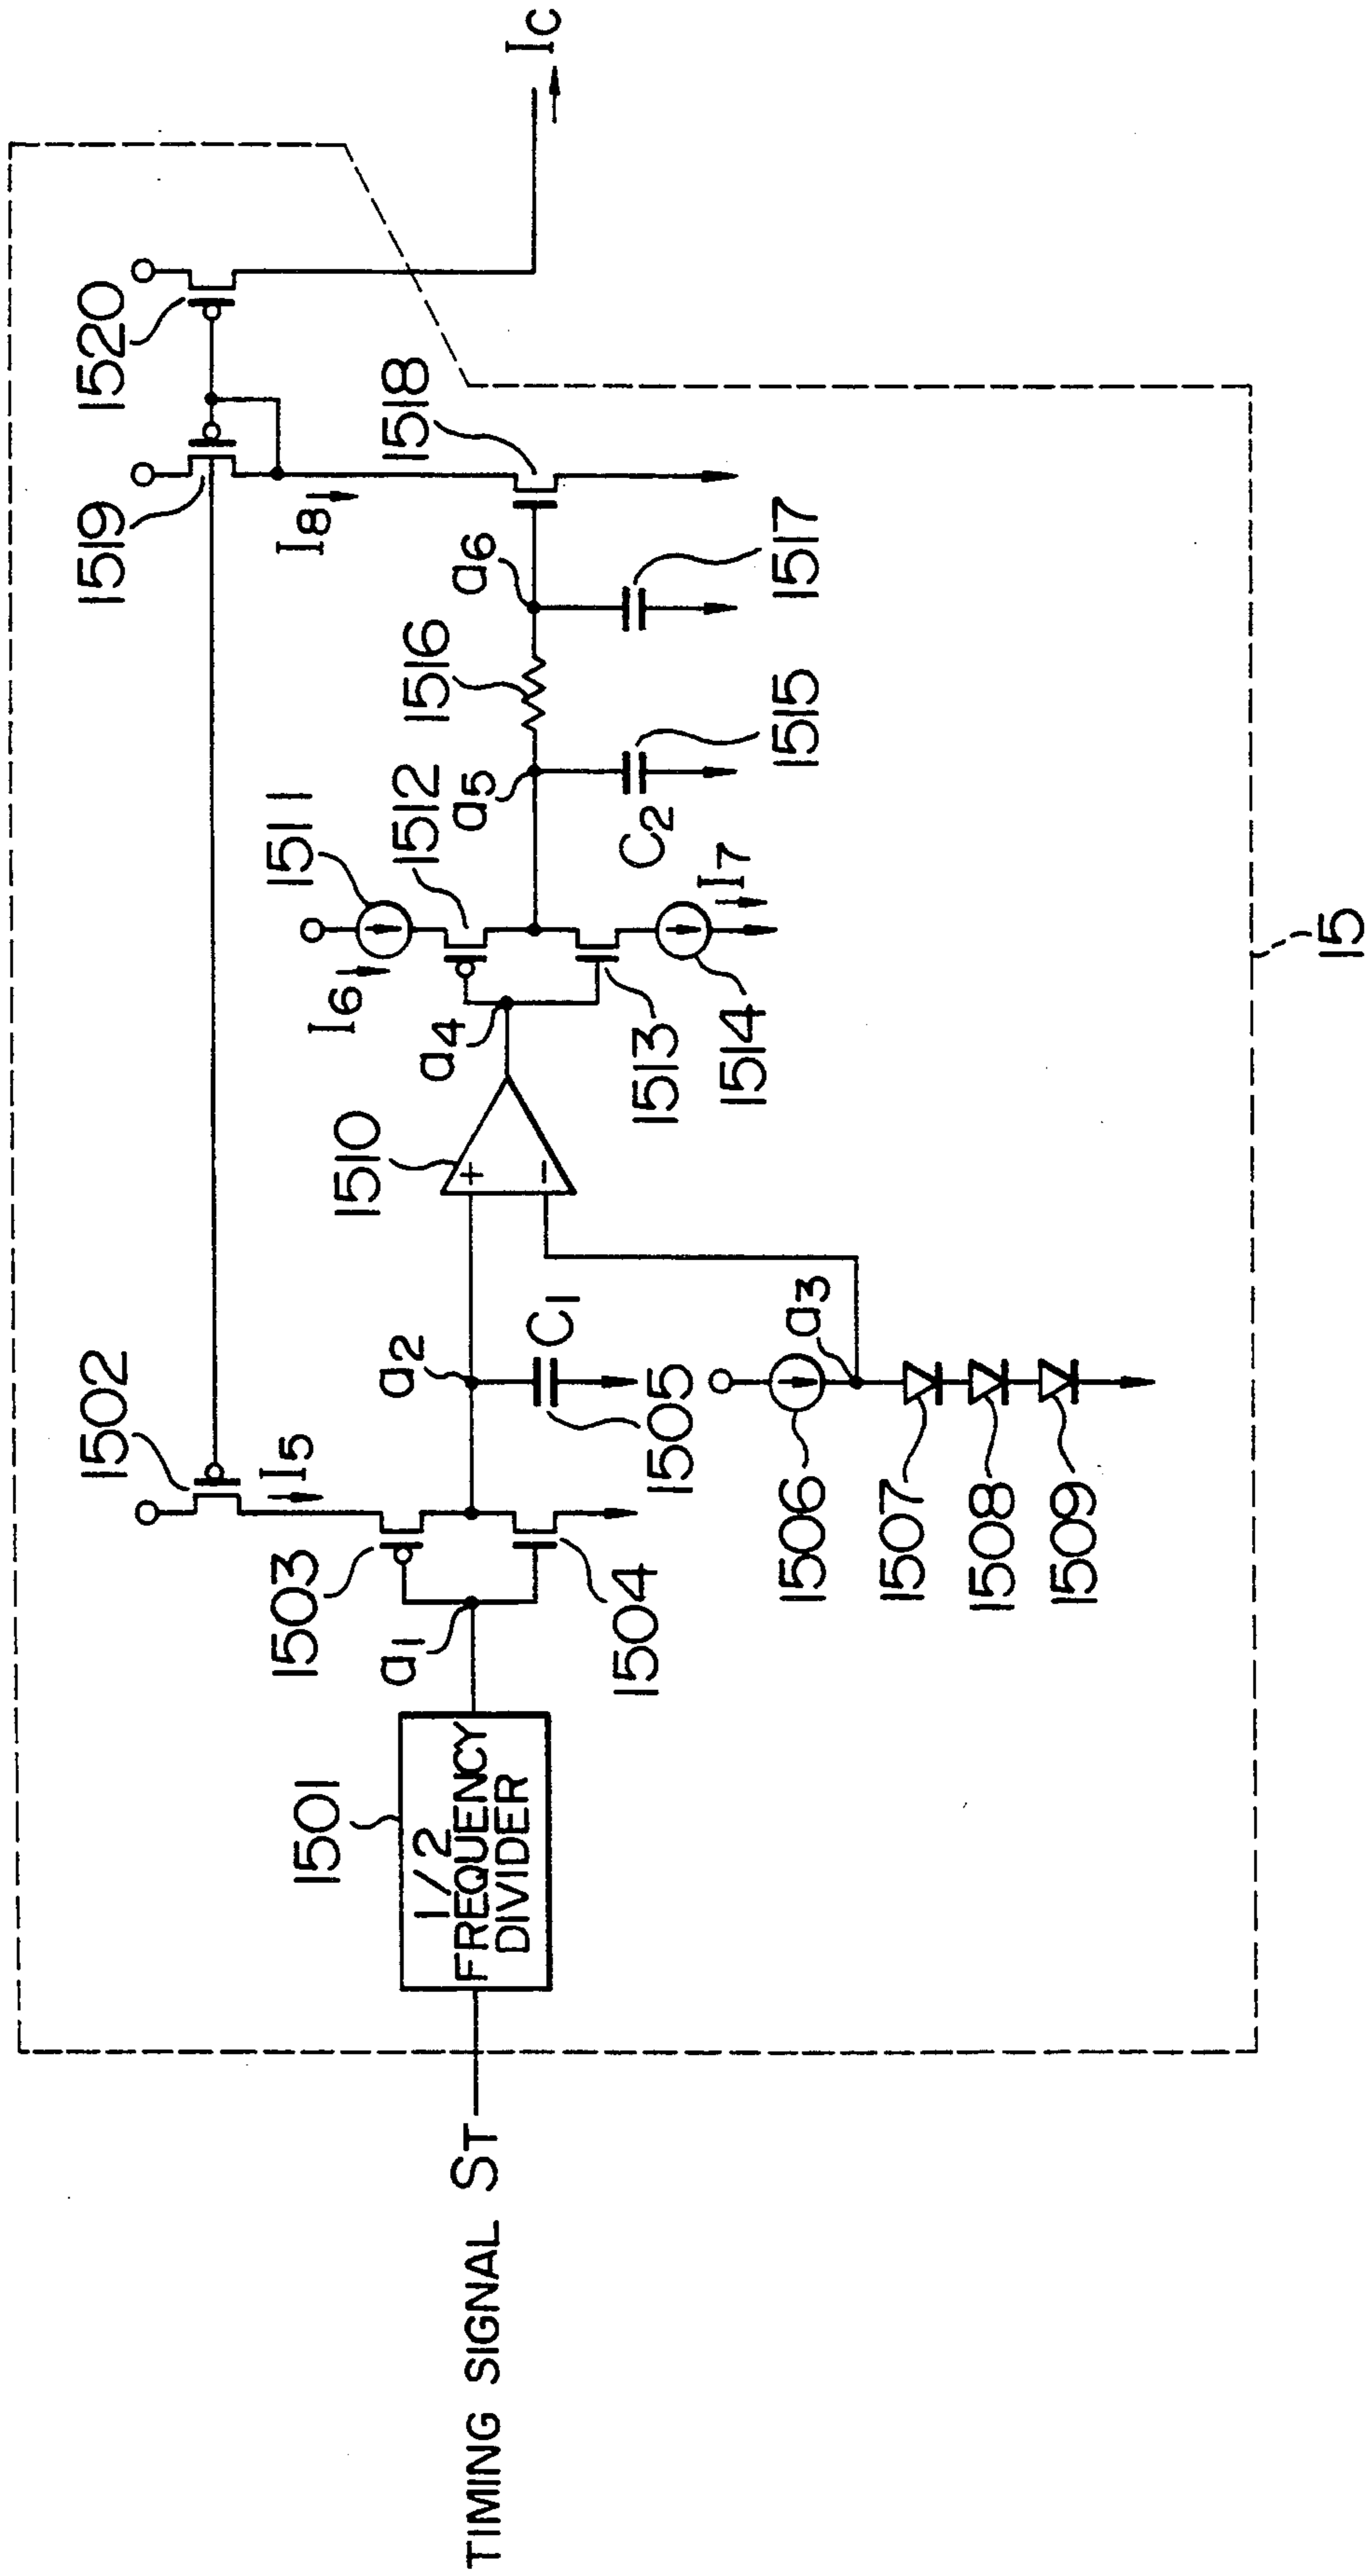 TIMING SIGNAL ST
1501
1/2
FREQUENCY
DIVIDER
a1
1502
I5
1503
1504
a2
C1
1505
1506
a3
1507
1508
1509
1510
a4
1511
I6
1512
1513
1514
I7
a5
C2
1515
1516
a6
1517
1518
I8
1519
1520
IC
15